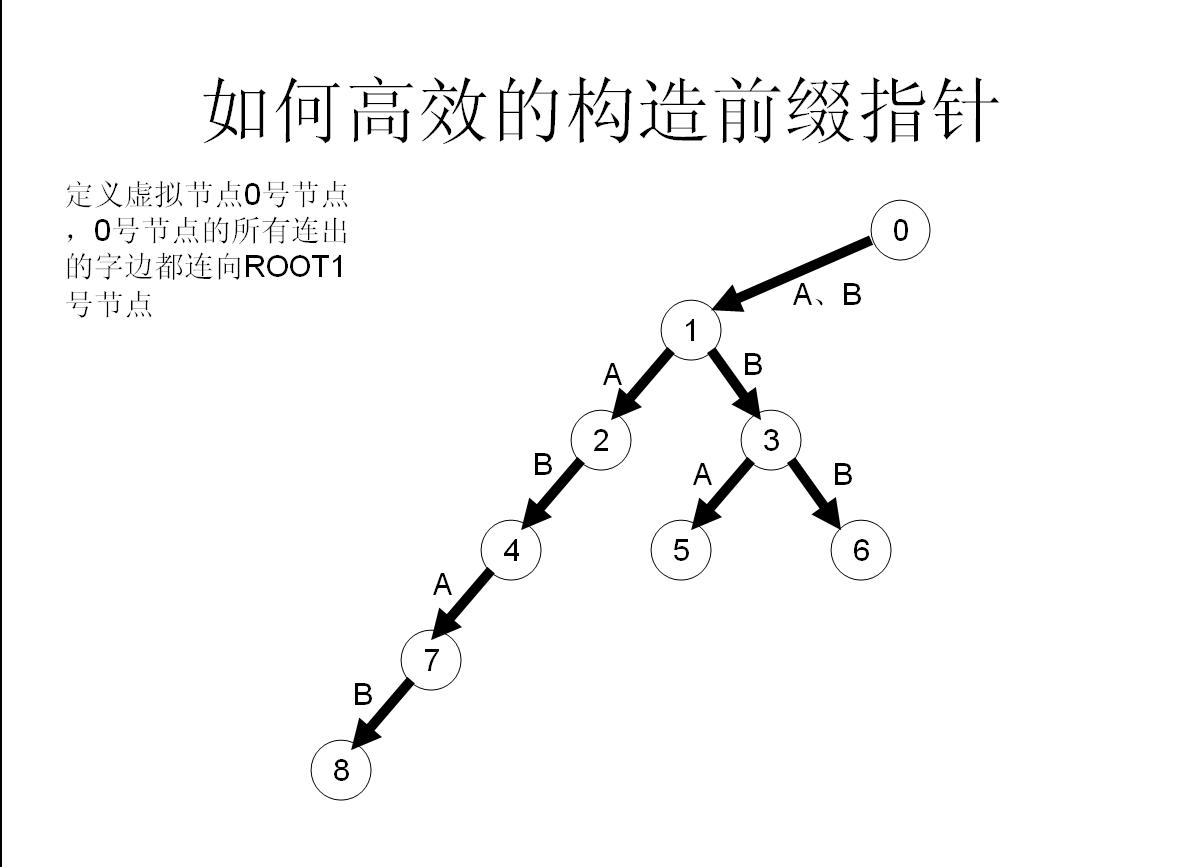 如何高效的构造前缀指针
定义虚拟节点0号节点
，0号节点的所有连出
的字边都连向ROOT1
号节点
0
A、B
1
A
B
2
3
B
A
B
4
5
6
A
7
B
8